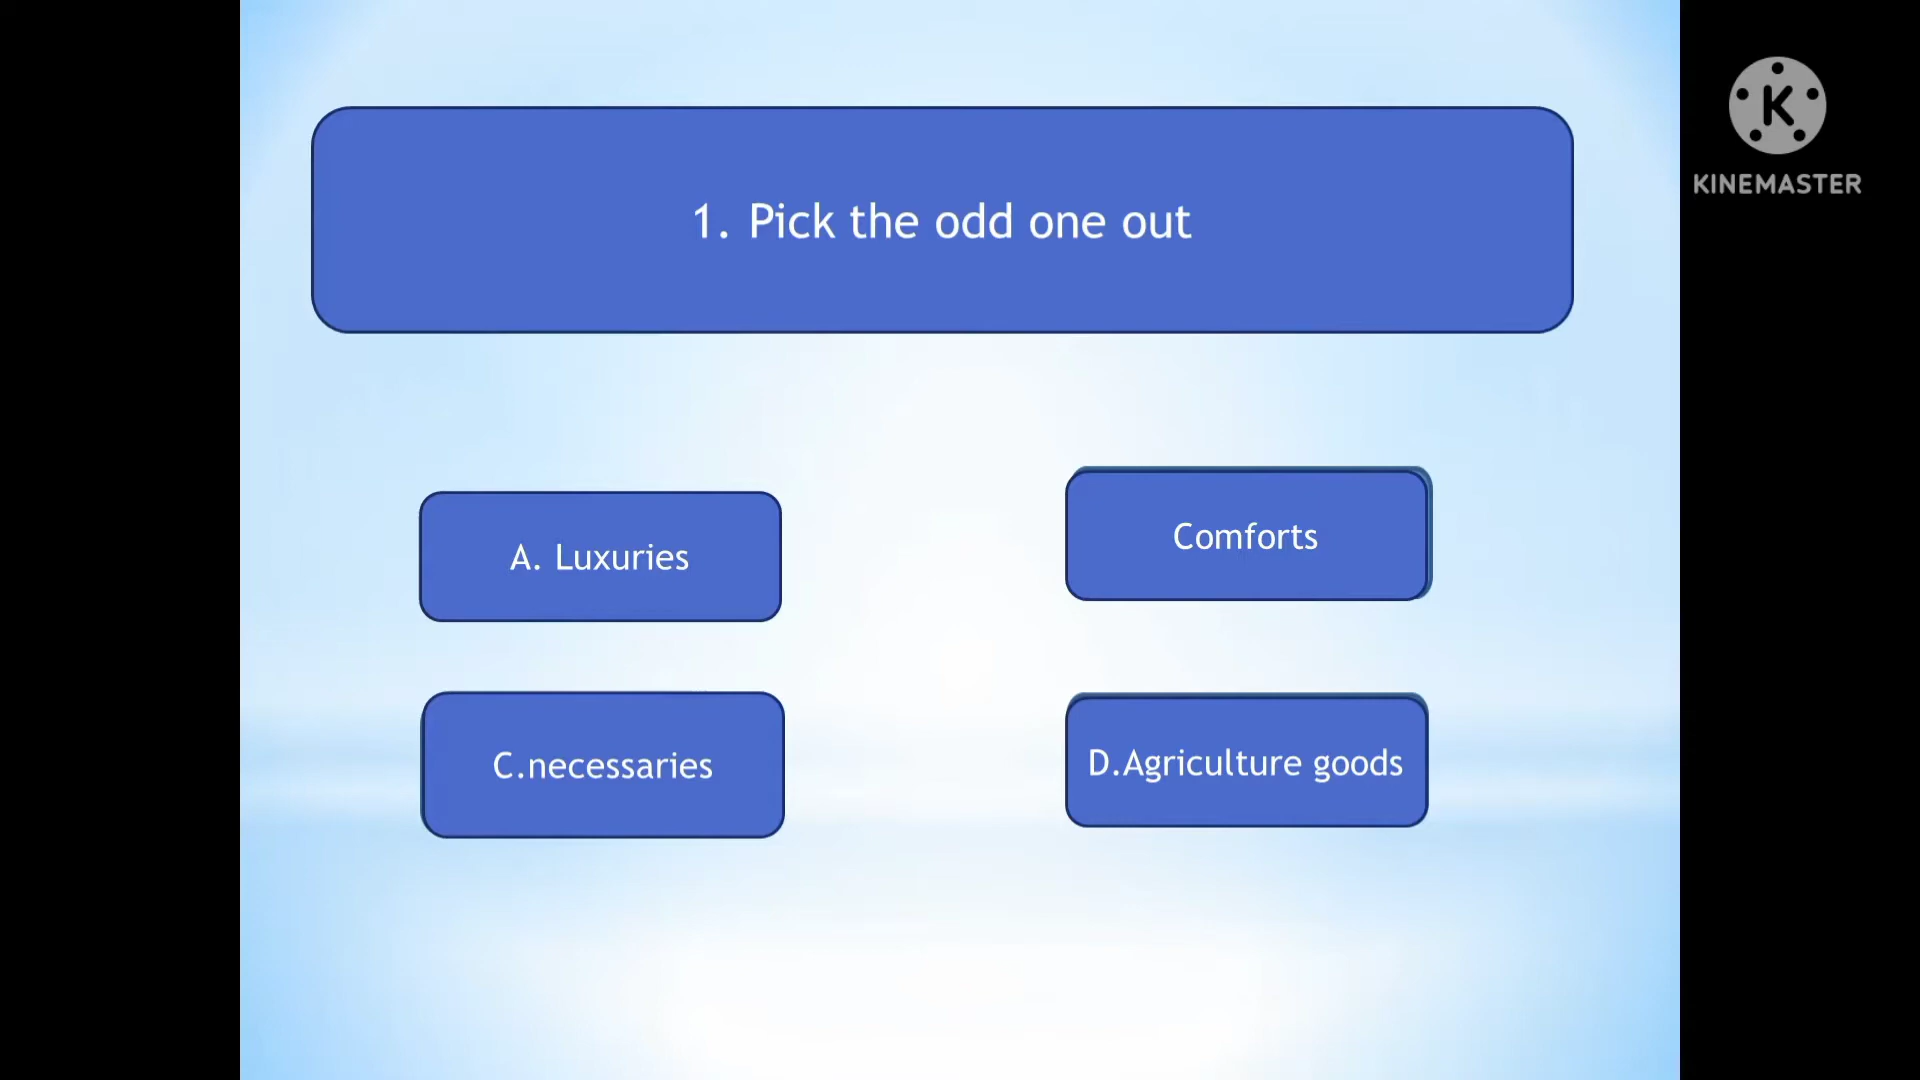 1. Pick the odd one out
A. Luxuries
Comforts
C.necessaries
D.Agriculture goods
K
KINEMASTER